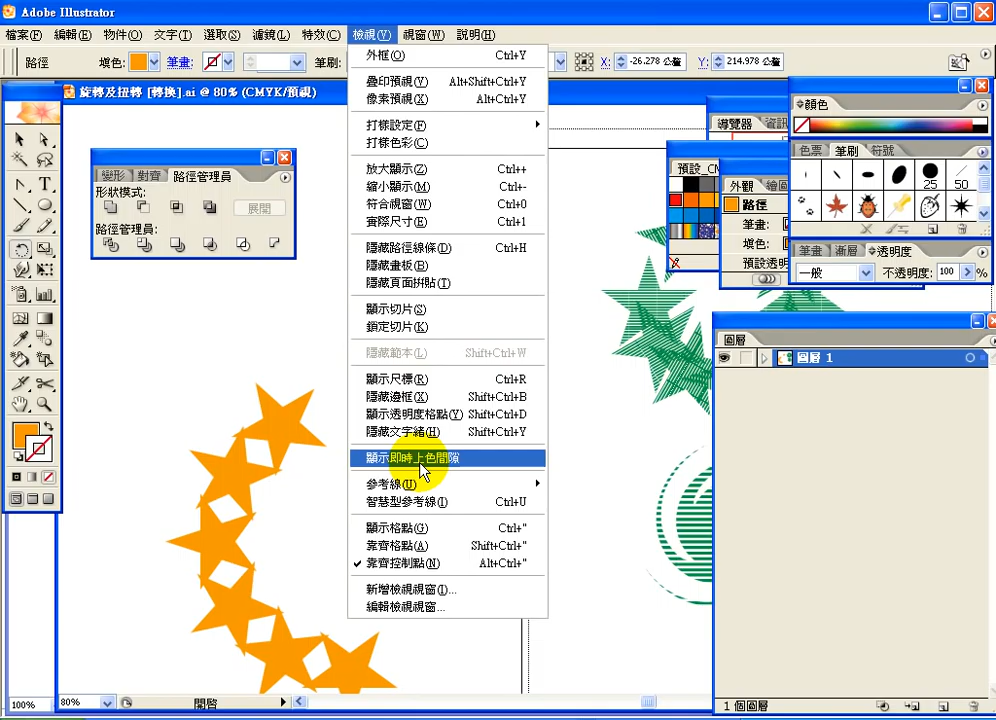 Adobe Illustrator
檔案(F) 編輯(E) 物件(O) 文字(T) 選取(S) 濾鏡(L) 特效(C) 檢視(V) 視窗(W) 說明(H)
路徑 填色: 筆畫: 筆刷: X: -26.278 公釐 Y: 214.978 公釐
旋轉及扭轉 [轉換].ai @ 80% (CMYK/預視)
外框(O) Ctrl+Y
疊印預視(V) Alt+Shift+Ctrl+Y
像素預視(X) Alt+Ctrl+Y
打樣設定(F)
打樣色彩(C)
放大顯示(Z) Ctrl++
縮小顯示(M) Ctrl+-
符合視窗(W) Ctrl+0
實際尺寸(E) Ctrl+1
隱藏路徑線條(D) Ctrl+H
隱藏畫板(B)
隱藏頁面拼貼(T)
顯示切片(S)
鎖定切片(K)
隱藏範本(L) Shift+Ctrl+W
顯示尺標(R) Ctrl+R
隱藏邊框(X) Shift+Ctrl+B
顯示透明度格點(Y) Shift+Ctrl+D
隱藏文字緒(H) Shift+Ctrl+Y
顯示即時上色間隙
參考線(U)
智慧型參考線(I) Ctrl+U
顯示格點(G) Ctrl+"
靠齊格點(A) Shift+Ctrl+"
靠齊控制點(N) Alt+Ctrl+"
新增檢視視窗(I)...
編輯檢視視窗...
變形 對齊 路徑管理員
形狀模式:
展開
路徑管理員:
顏色
導覽器 資訊
色票 筆刷 符號
25 50
預設_CM
外觀 繪圖
路徑
筆畫:
填色:
預設透明
筆畫 漸層 透明度
一般 不透明度: 100 %
圖層
圖層 1
1 個圖層
100% 80% 開啓